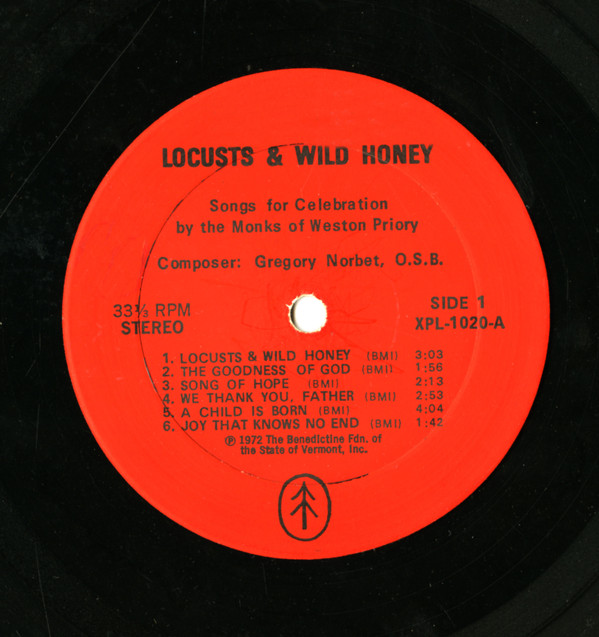 LOCUSTS & WILD HONEY
Songs for Celebration
by the Monks of Weston Priory
Composer: Gregory Norbet, O.S.B.
33⅓ RPM
STEREO
SIDE 1
XPL-1020-A
1. LOCUSTS & WILD HONEY (BMI) 3:03
2. THE GOODNESS OF GOD (BMI) 1:56
3. SONG OF HOPE (BMI) 2:13
4. WE THANK YOU, FATHER (BMI) 2:53
5. A CHILD IS BORN (BMI) 4:04
6. JOY THAT KNOWS NO END (BMI) 1:42
℗ 1972 The Benedictine Fdn. of
the State of Vermont, Inc.